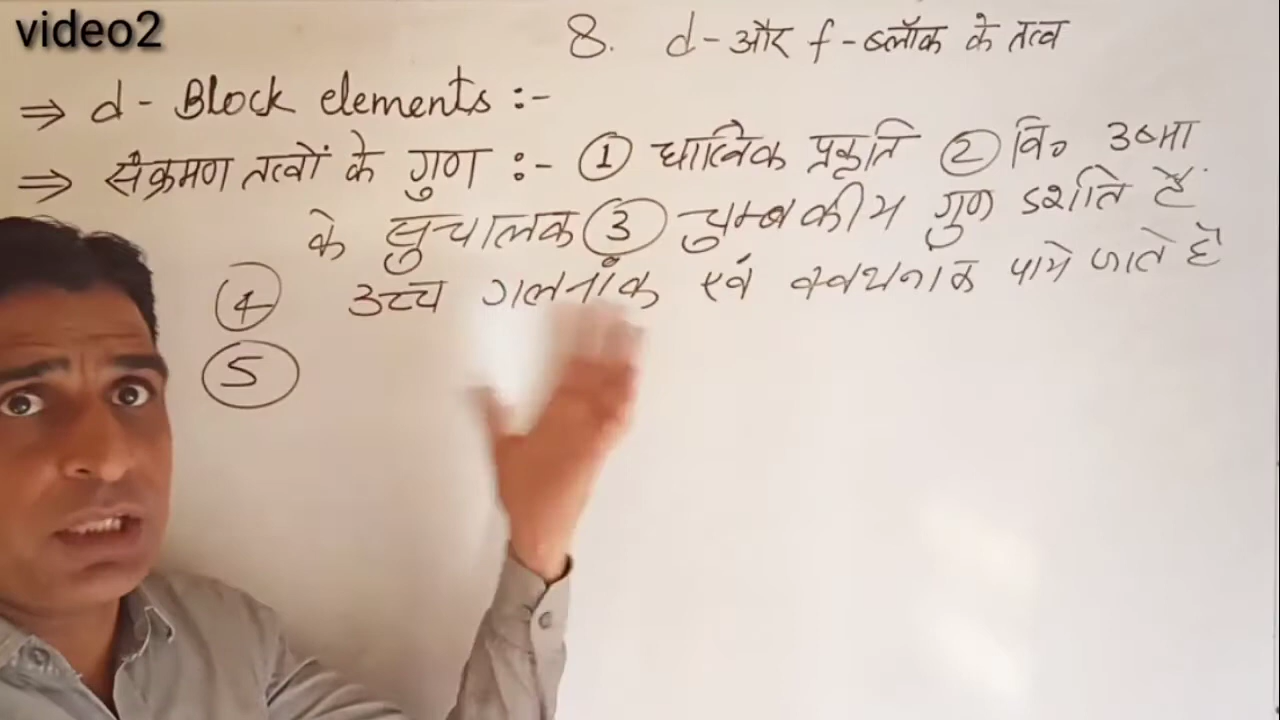 video2
8. d-और f-ब्लॉक के तत्व
⇒ d - Block elements :-
⇒ संक्रमण तत्वों के गुण :- ① धात्विक प्रकृति ② वि॰ उष्मा
के सुचालक ③ चुम्बकीय गुण दर्शाते हैं
④ उच्च गलनांक एवं क्वथनांक पाये जाते है
⑤